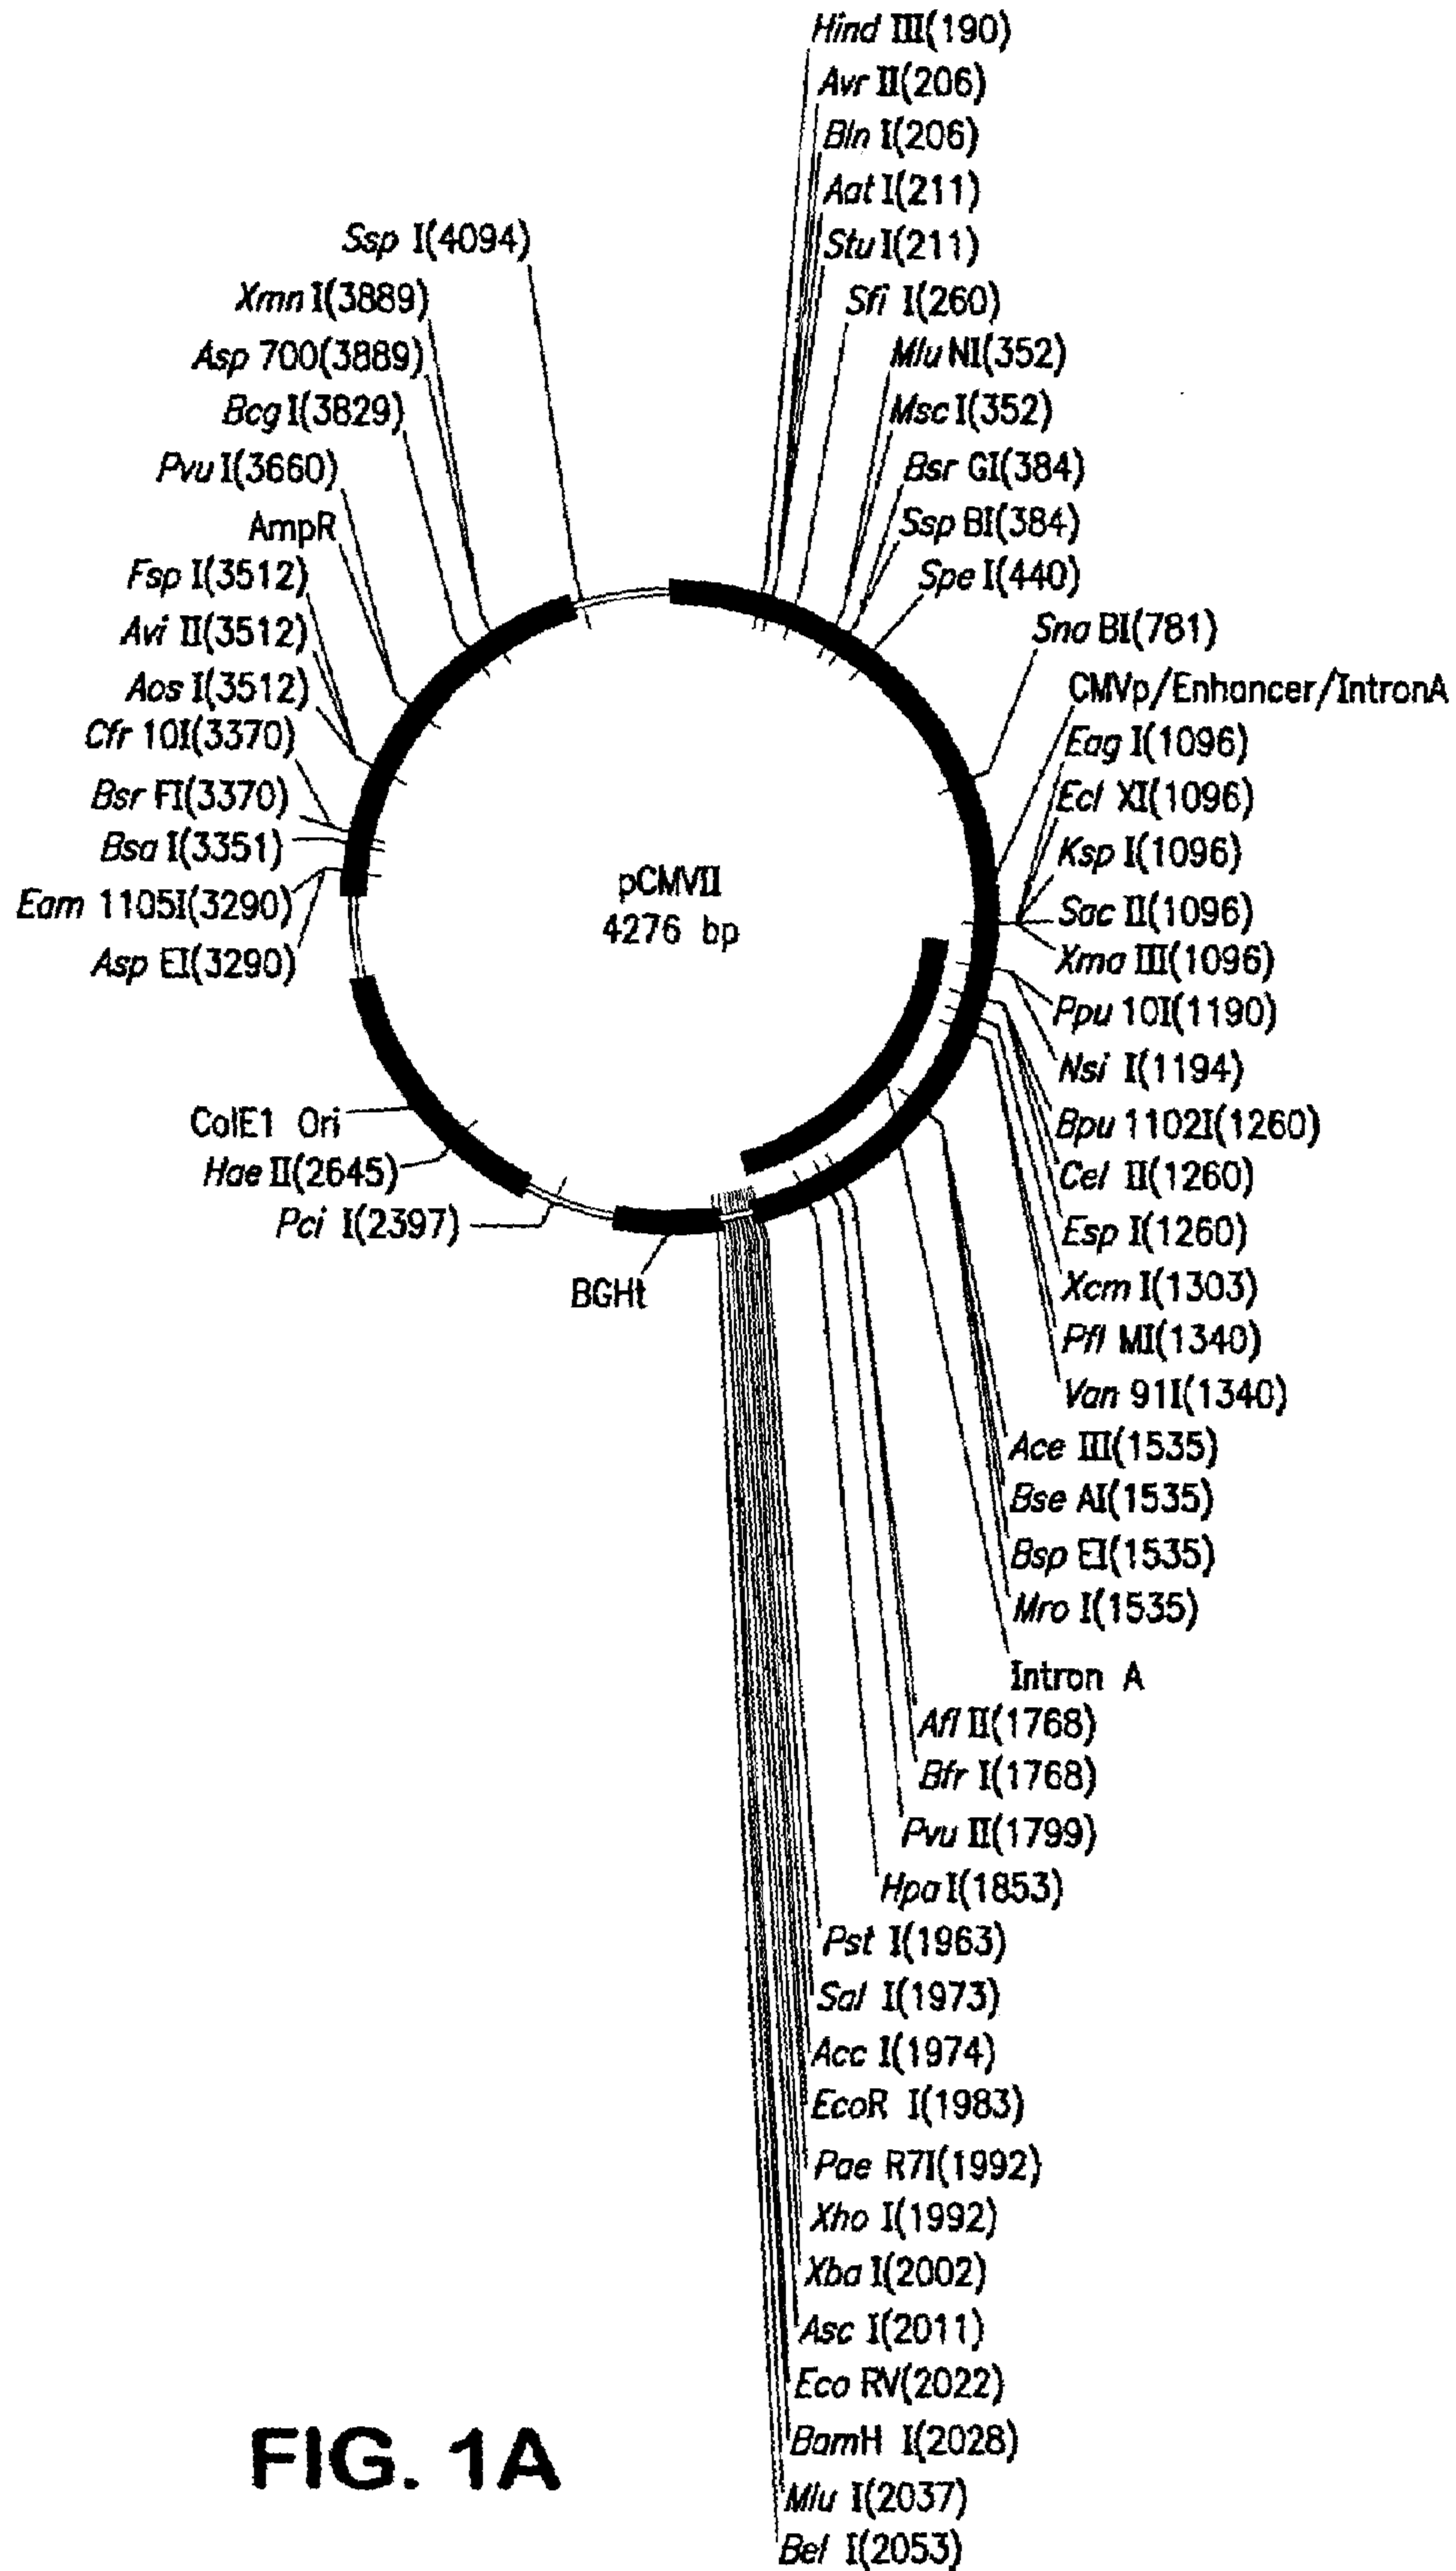 Hind III(190)
Avr II(206)
Bln I(206)
Aat I(211)
Stu I(211)
Sfi I(260)
Mlu NI(352)
Msc I(352)
Bsr GI(384)
Ssp BI(384)
Spe I(440)
Sna BI(781)
CMVp/Enhancer/IntronA
Eag I(1096)
Ecl XI(1096)
Ksp I(1096)
Sac II(1096)
Xma III(1096)
Ppu 10I(1190)
Nsi I(1194)
Bpu 1102I(1260)
Cel II(1260)
Esp I(1260)
Xcm I(1303)
Pfl MI(1340)
Van 91I(1340)
Ace III(1535)
Bse AI(1535)
Bsp EI(1535)
Mro I(1535)
Intron A
Afl II(1768)
Bfr I(1768)
Pvu II(1799)
Hpa I(1853)
Pst I(1963)
Sal I(1973)
Acc I(1974)
EcoR I(1983)
Pae R7I(1992)
Xho I(1992)
Xba I(2002)
Asc I(2011)
Eco RV(2022)
BamH I(2028)
Mlu I(2037)
Bel I(2053)
BGHt
Pci I(2397)
Hae II(2645)
ColE1 Ori
Asp EI(3290)
Eam 1105I(3290)
Bsa I(3351)
Bsr FI(3370)
Cfr 10I(3370)
Aos I(3512)
Avi II(3512)
Fsp I(3512)
AmpR
Pvu I(3660)
Bcg I(3829)
Asp 700(3889)
Xmn I(3889)
Ssp I(4094)
pCMVII
4276 bp
FIG. 1A